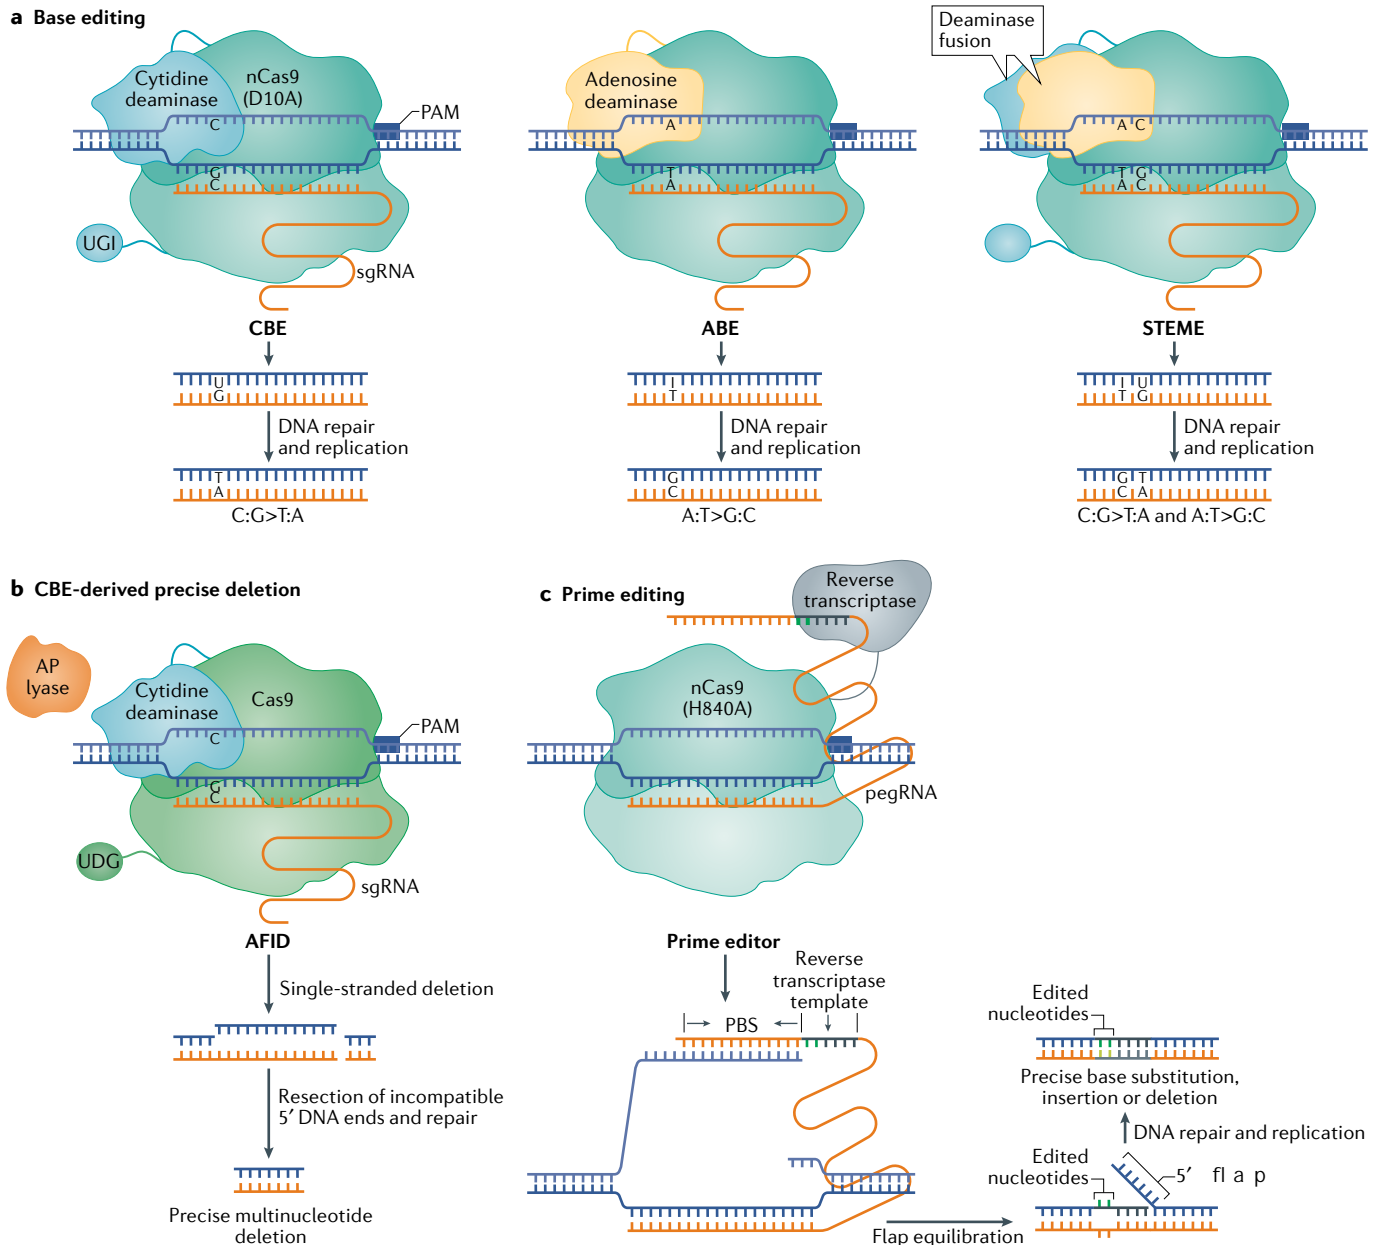 a Base editing
Cytidine
deaminase
nCas9
(D10A)
PAM
C
G
C
UGI
sgRNA
CBE
U
G
DNA repair
and replication
T
A
C:G>T:A
Adenosine
deaminase
A
T
A
ABE
I
T
DNA repair
and replication
G
C
A:T>G:C
Deaminase
fusion
A C
T G
A C
STEME
I U
T G
DNA repair
and replication
G T
C A
C:G>T:A and A:T>G:C
b CBE-derived precise deletion
AP
lyase
Cytidine
deaminase
Cas9
PAM
C
G
C
UDG
sgRNA
AFID
Single-stranded deletion
Resection of incompatible
5′ DNA ends and repair
Precise multinucleotide
deletion
c Prime editing
Reverse
transcriptase
nCas9
(H840A)
pegRNA
Prime editor
PBS
Reverse
transcriptase
template
Flap equilibration
Edited
nucleotides
5′ fl a p
DNA repair and replication
Edited
nucleotides
Precise base substitution,
insertion or deletion